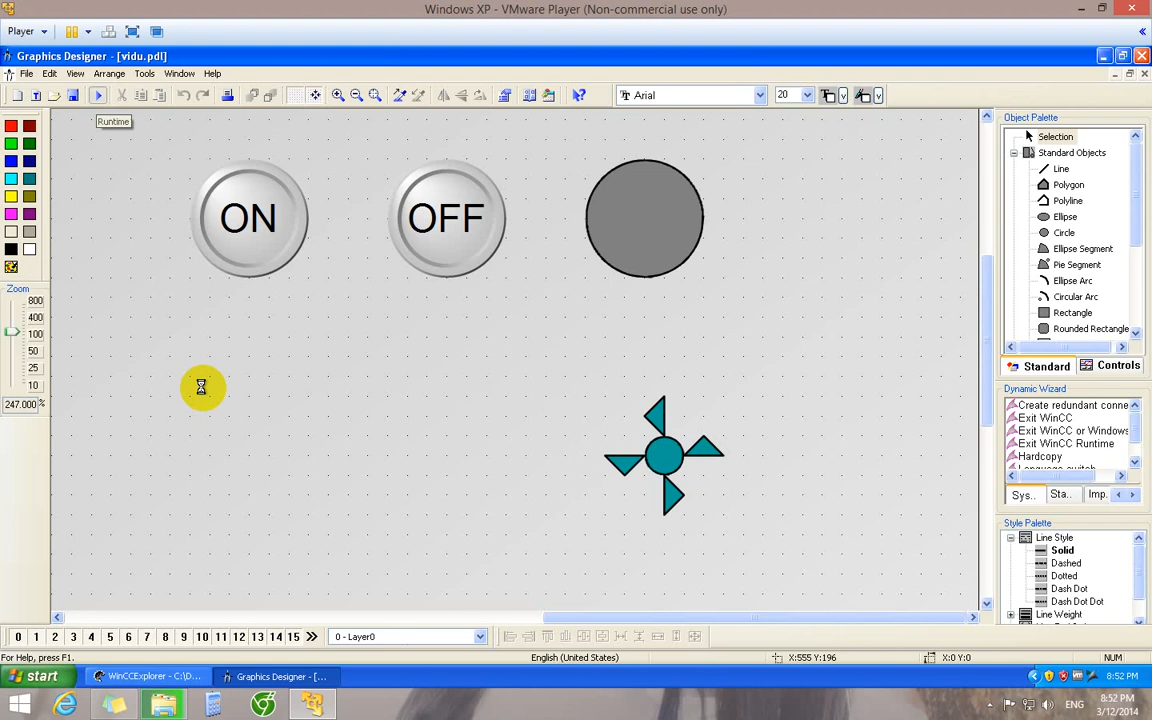 Windows XP - VMware Player (Non-commercial use only)
Player
Graphics Designer - [vidu.pdl]
File Edit View Arrange Tools Window Help
Arial 20
Runtime
ON OFF
Zoom
800
400
100
50
25
10
247.000 %
Object Palette
Selection
Standard Objects
Line
Polygon
Polyline
Ellipse
Circle
Ellipse Segment
Pie Segment
Ellipse Arc
Circular Arc
Rectangle
Rounded Rectangle
Standard Controls
Dynamic Wizard
Create redundant conne
Exit WinCC
Exit WinCC or Windows
Exit WinCC Runtime
Hardcopy
Language switch
Sys.. Sta.. Imp.
Style Palette
Line Style
Solid
Dashed
Dotted
Dash Dot
Dash Dot Dot
Line Weight
0 1 2 3 4 5 6 7 8 9 10 11 12 13 14 15 0 - Layer0
For Help, press F1. English (United States) X:555 Y:196 X:0 Y:0 NUM
start WinCCExplorer - C:\D... Graphics Designer - [... 8:52 PM
ENG 8:52 PM
3/12/2014